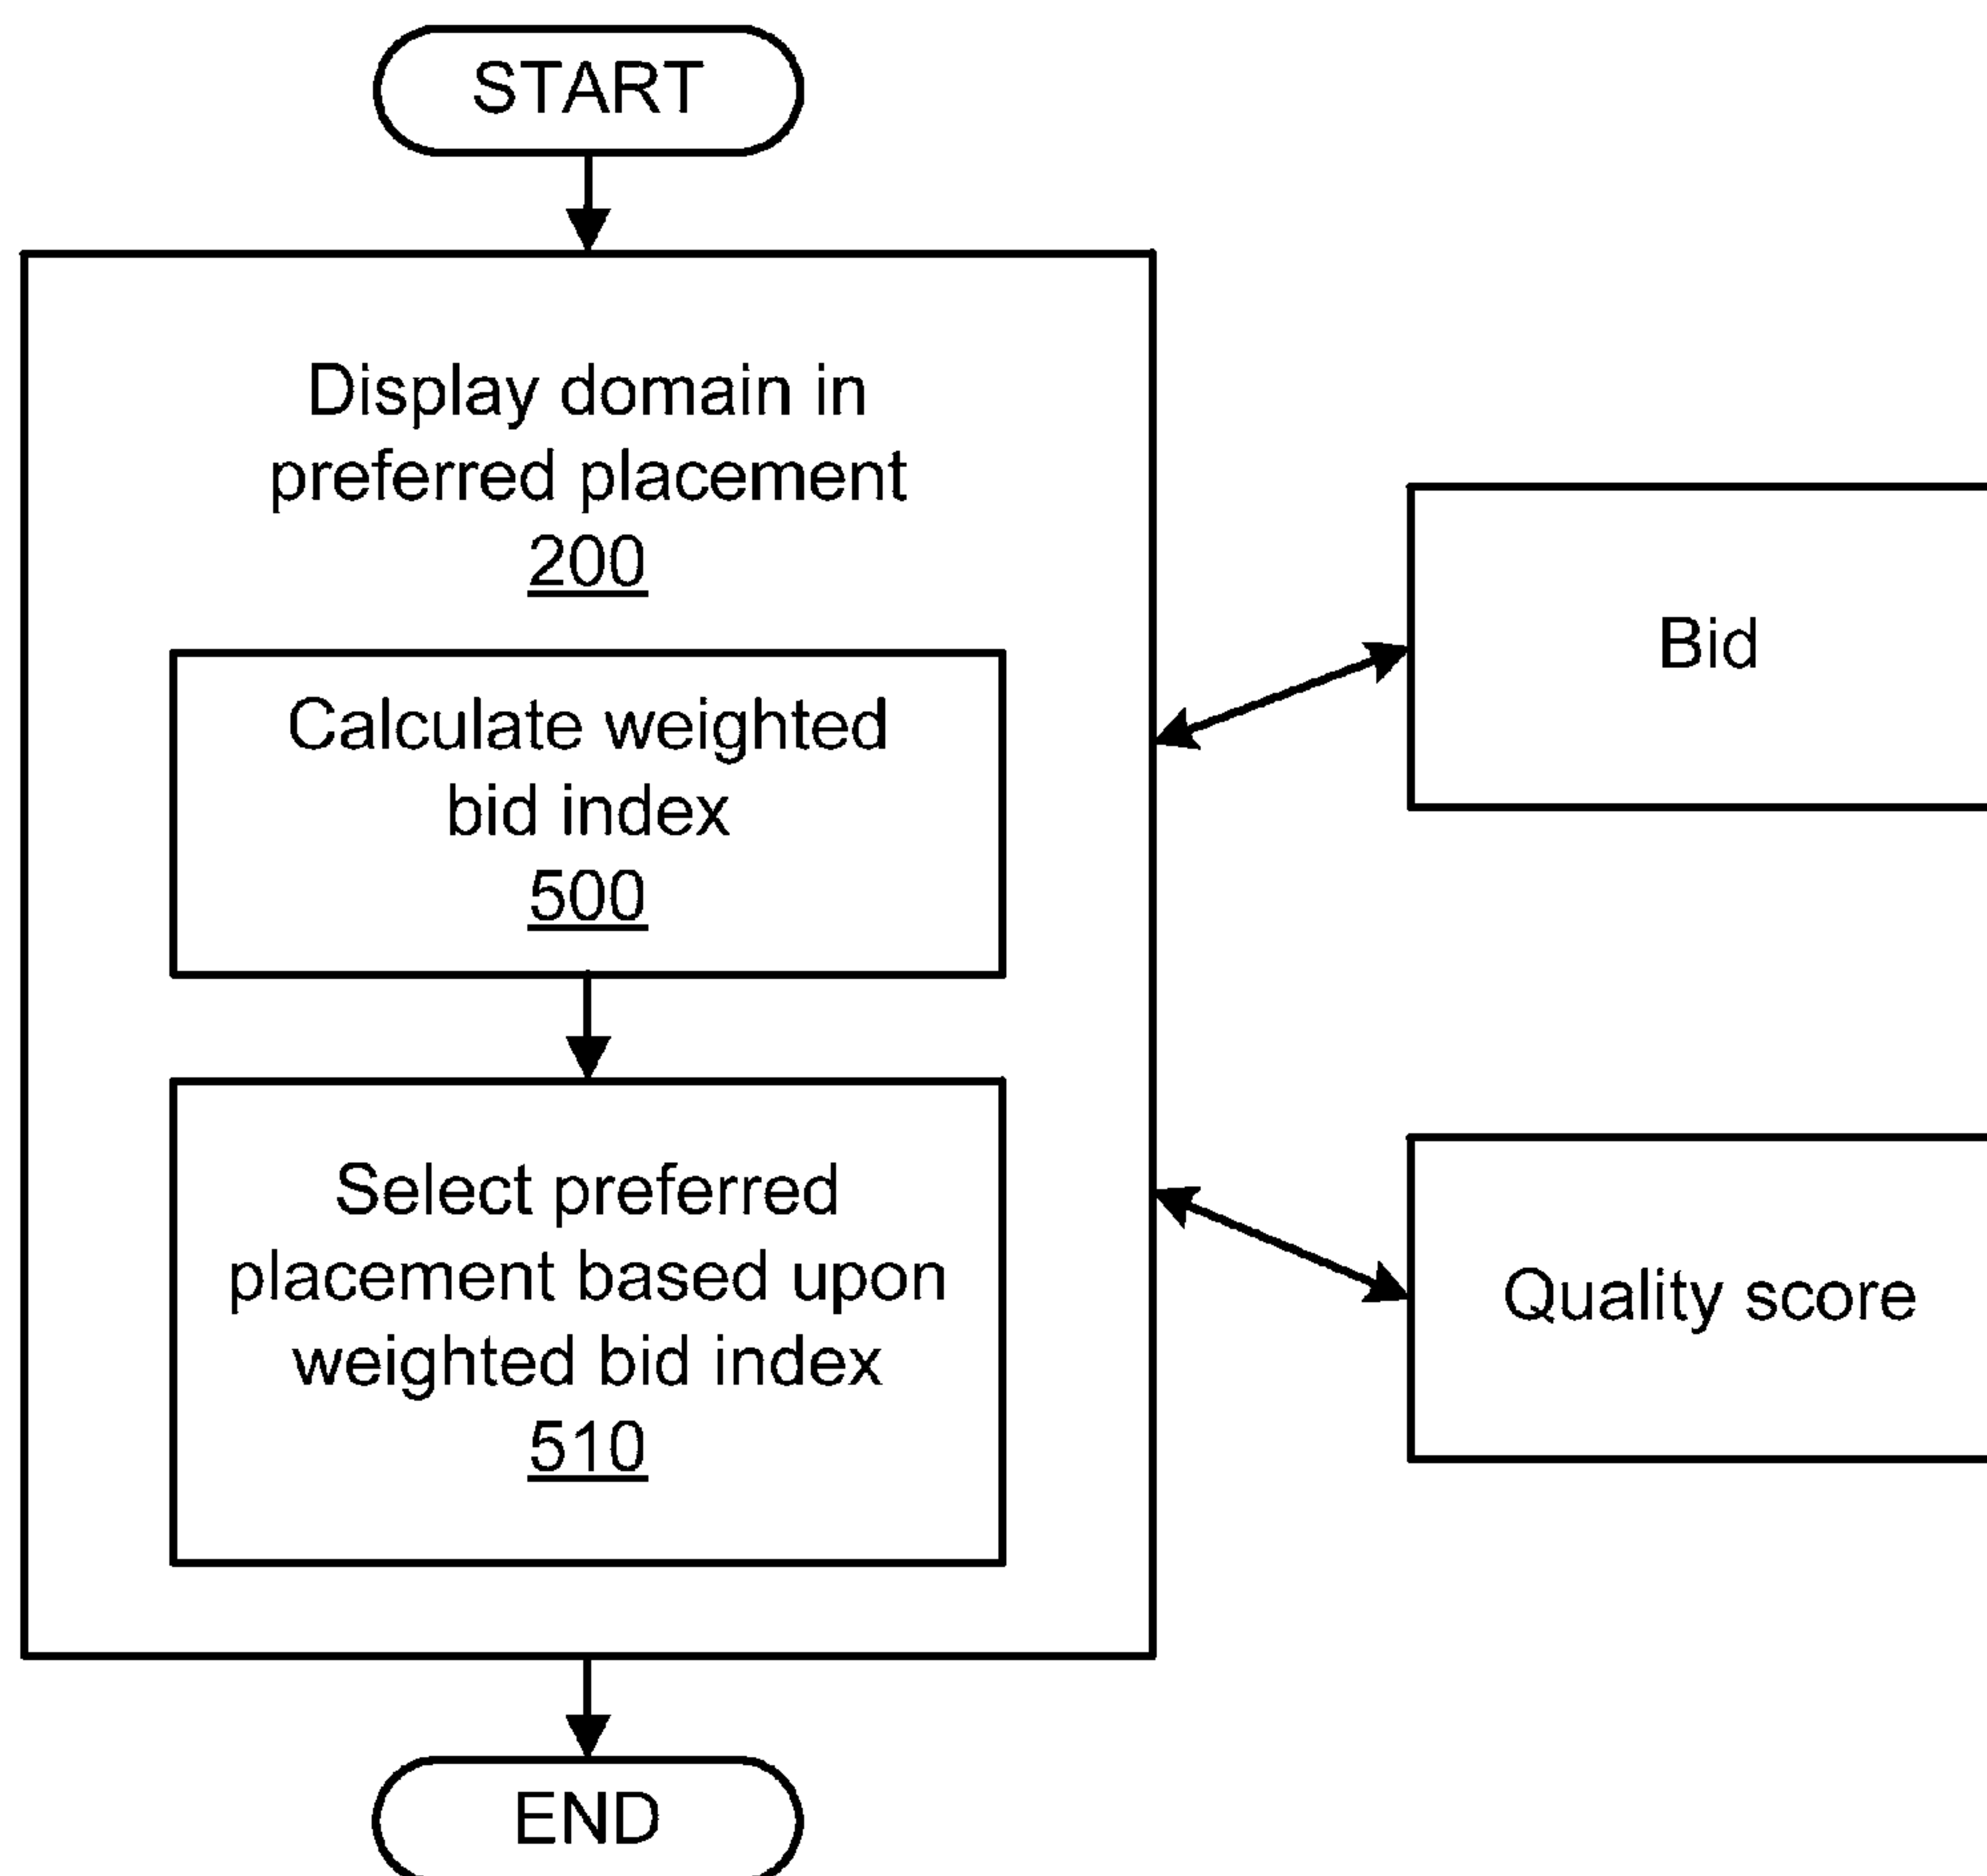 START
Display domain in
preferred placement
200
Calculate weighted
bid index
500
Select preferred
placement based upon
weighted bid index
510
Bid
Quality score
END